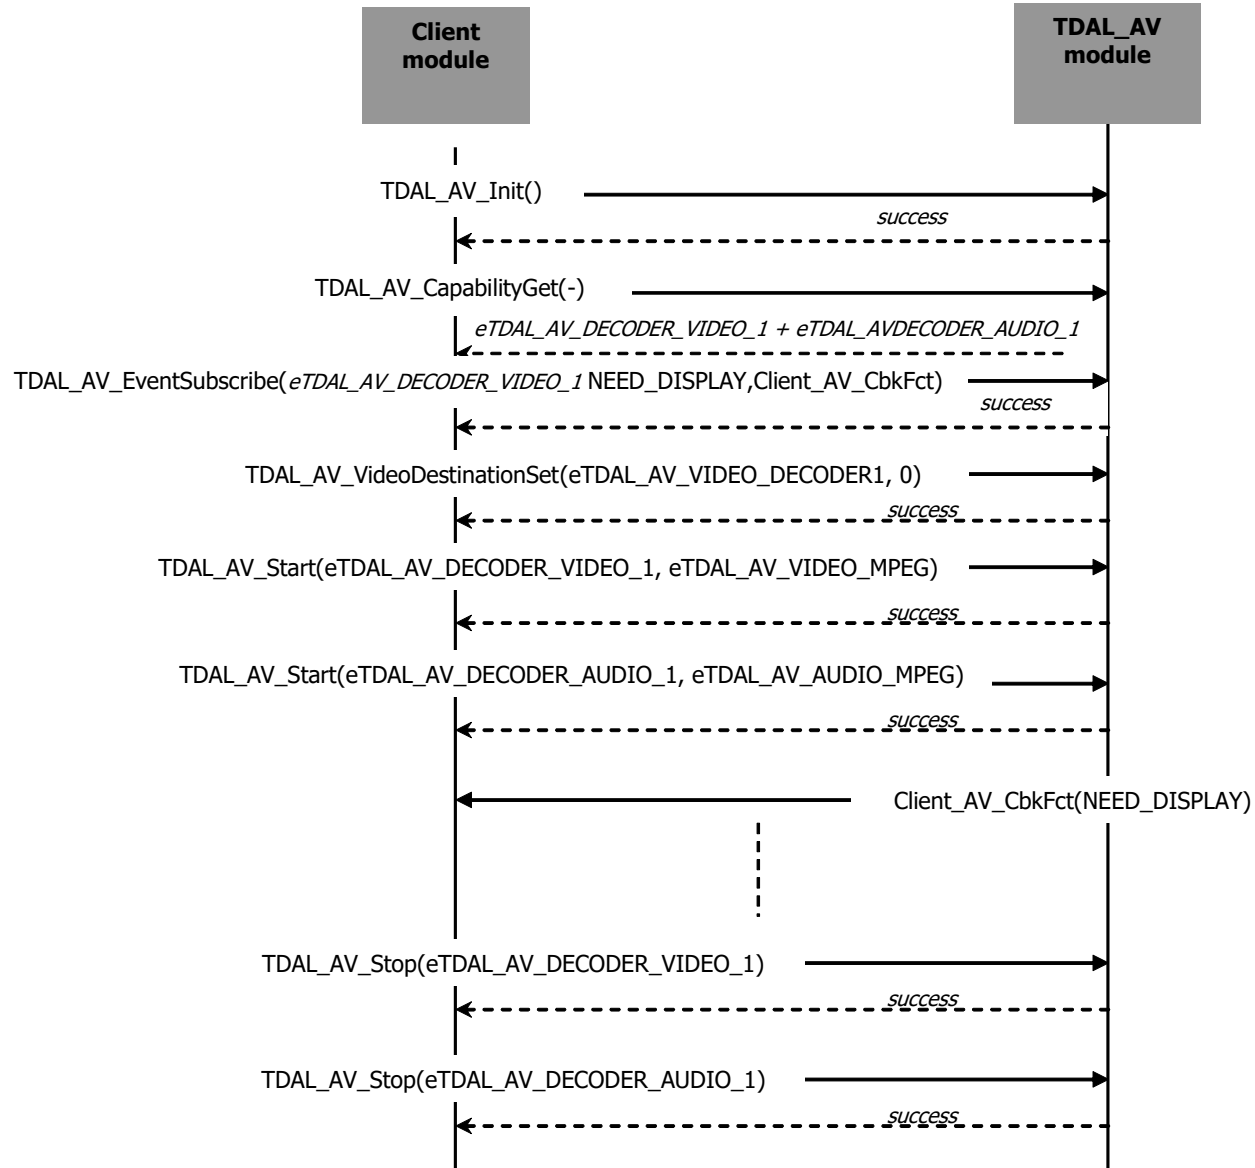 Client
module
TDAL_AV
module
TDAL_AV_Init()
success
TDAL_AV_CapabilityGet(-)
eTDAL_AV_DECODER_VIDEO_1 + eTDAL_AVDECODER_AUDIO_1
TDAL_AV_EventSubscribe(eTDAL_AV_DECODER_VIDEO_1 NEED_DISPLAY,Client_AV_CbkFct)
success
TDAL_AV_VideoDestinationSet(eTDAL_AV_VIDEO_DECODER1, 0)
success
TDAL_AV_Start(eTDAL_AV_DECODER_VIDEO_1, eTDAL_AV_VIDEO_MPEG)
success
TDAL_AV_Start(eTDAL_AV_DECODER_AUDIO_1, eTDAL_AV_AUDIO_MPEG)
success
Client_AV_CbkFct(NEED_DISPLAY)
TDAL_AV_Stop(eTDAL_AV_DECODER_VIDEO_1)
success
TDAL_AV_Stop(eTDAL_AV_DECODER_AUDIO_1)
success